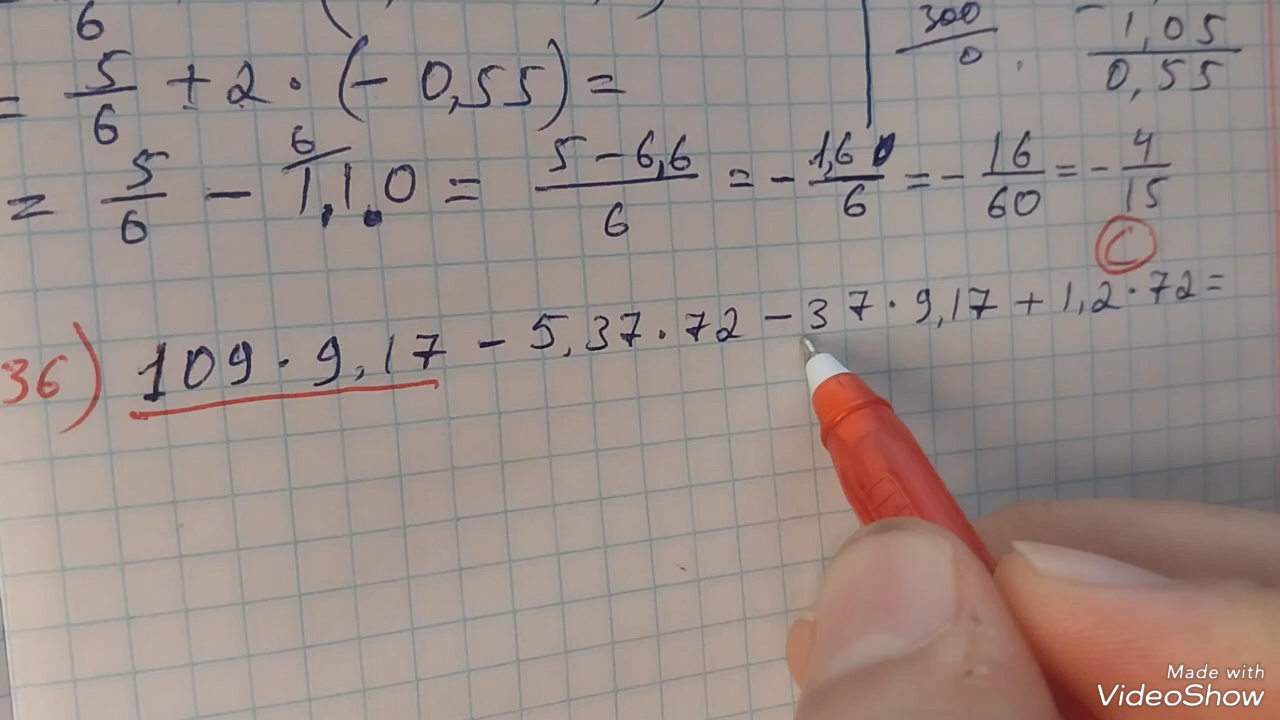 6
300
0
- 1,05
0,55
= 5/6 + 2 · (- 0,55) =
= 5/6 - 1,1.0 6 = 5 - 6,6/6 = - 1,60/6 = - 16/60 = - 4/15
C
36) 109 · 9,17 - 5,37 · 72 - 37 · 9,17 + 1,2 · 72 =
Made with
VideoShow